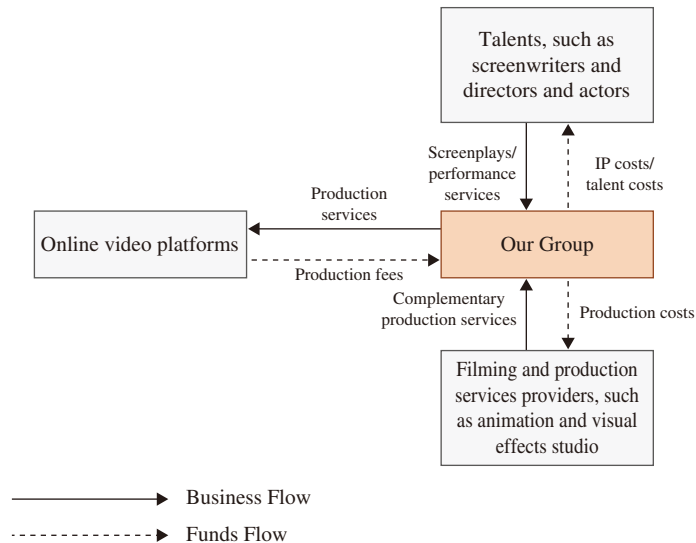 Talents, such as
screenwriters and
directors and actors
Screenplays/
performance
services
IP costs/
talent costs
Production
services
Online video platforms
Our Group
Production fees
Complementary
production services
Production costs
Filming and production
services providers, such
as animation and visual
effects studio
Business Flow
Funds Flow